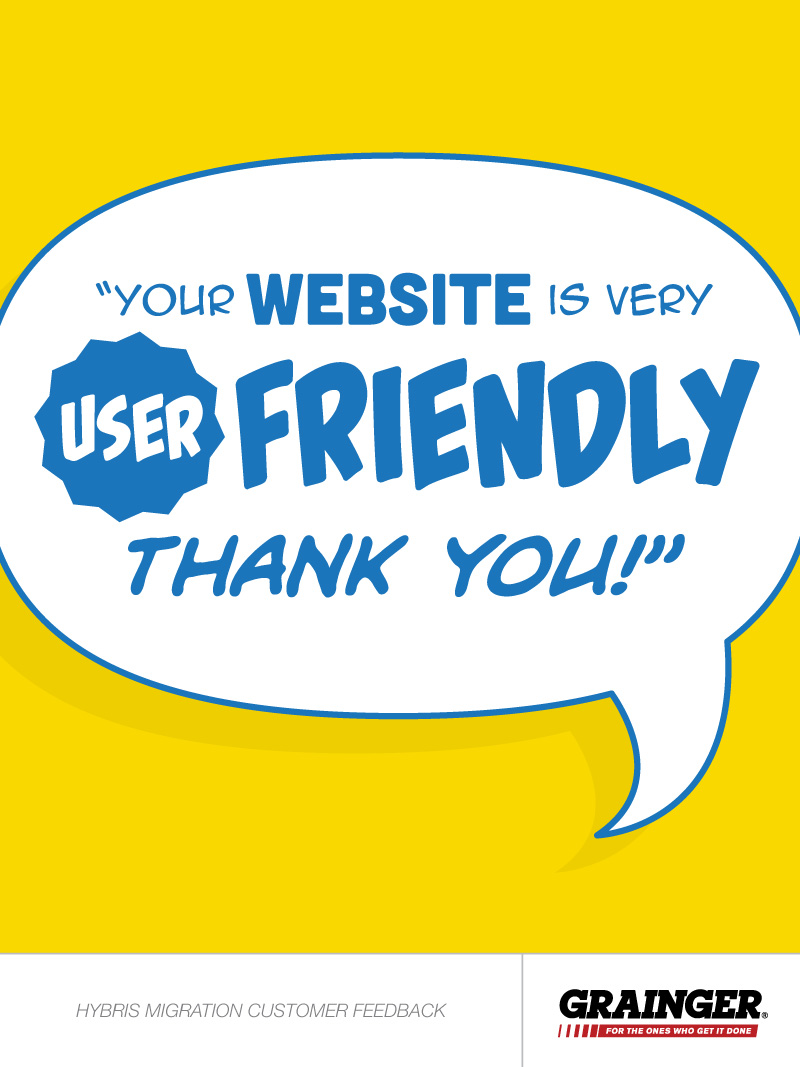 “YOUR WEBSITE IS VERY
USER FRIENDLY
THANK YOU!”
HYBRIS MIGRATION CUSTOMER FEEDBACK
GRAINGER®
FOR THE ONES WHO GET IT DONE